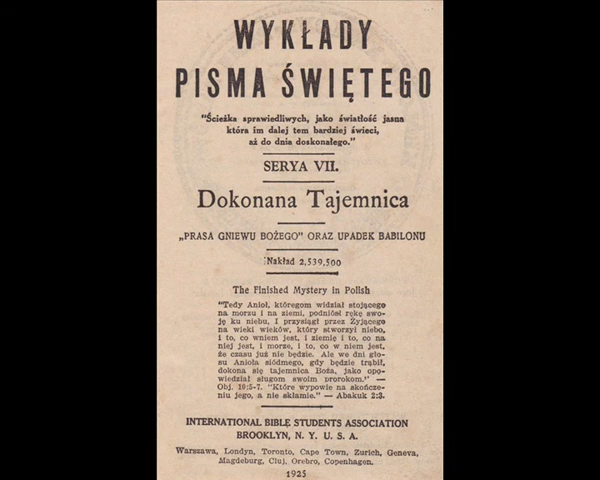 WYKŁADY
PISMA ŚWIĘTEGO
"Ścieżka sprawiedliwych, jako światłość jasna
która im dalej tem bardziej świeci,
aż do dnia doskonałego."
SERYA VII.
Dokonana Tajemnica
„PRASA GNIEWU BOŻEGO" ORAZ UPADEK BABILONU
Nakład 2,539,500
The Finished Mystery in Polish
"Tedy Anioł, któregom widział stojącego
na morzu i na ziemi, podniósł rękę swo-
ję ku niebu, I przysiągł przez Żyjącego
na wieki wieków, który stworzył niebo,
i to, co wniem jest, i ziemię i to, co na
niej jest, i morze, i to, co w niem jest,
że czasu już nie będzie. Ale we dni gło-
su Anioła siódmego, gdy będzie trąbił,
dokona się tajemnica Boża, jako opo-
wiedział sługom swoim prorokom." —
Obj. 10:5-7. "Które wypowie na skończe-
niu jego, a nie skłamie." — Abakuk 2:3.
INTERNATIONAL BIBLE STUDENTS ASSOCIATION
BROOKLYN, N. Y. U. S. A.
Warszawa, Londyn, Toronto, Cape Town, Zurich, Geneva,
Magdeburg, Cluj, Orebro, Copenhagen.
1925